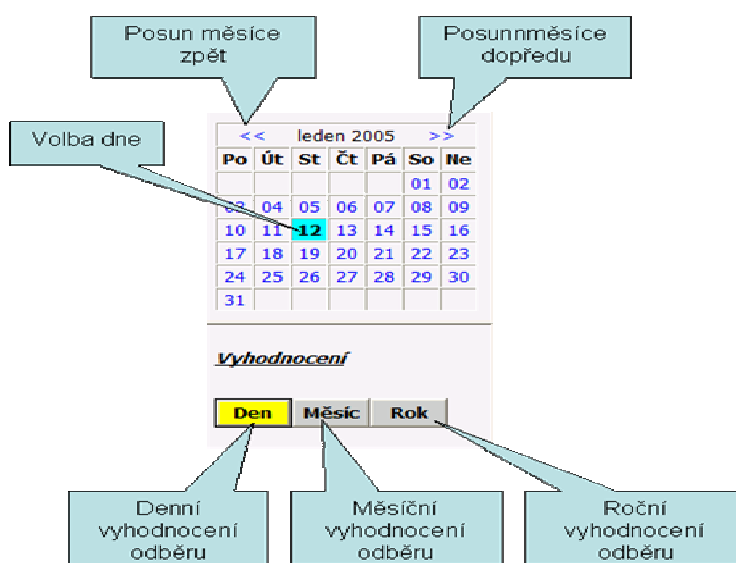 Posun měsíce
zpět
Posunnměsíce
dopředu
Volba dne
<< leden 2005 >>
Po Út St Čt Pá So Ne
01 02
03 04 05 06 07 08 09
10 11 12 13 14 15 16
17 18 19 20 21 22 23
24 25 26 27 28 29 30
31
Vyhodnocení
Den Měsíc Rok
Denní
vyhodnocení
odběru
Měsíční
vyhodnocení
odběru
Roční
vyhodnocení
odběru